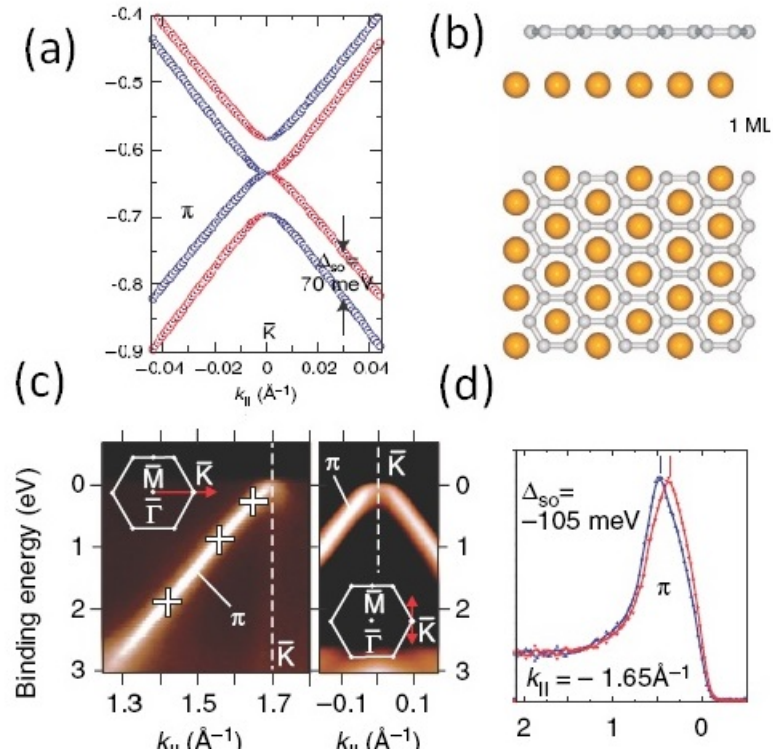 (a)
-0.4
-0.5
-0.6
-0.7
-0.8
-0.9
π
Δso=
70 meV
K̅
-0.04 -0.02 0 0.02 0.04
k|| (Å⁻¹)
(b)
1 ML
(c)
Binding energy (eV)
M̅
K̅
Γ̅
π
K̅
0
1
2
3
1.3 1.5 1.7
k|| (Å⁻¹)
K̅
π
M̅
Γ̅
K̅
0
1
2
3
−0.1 0.1
k|| (Å⁻¹)
(d)
Δso=
−105 meV
π
k|| = − 1.65Å⁻¹
2 1 0